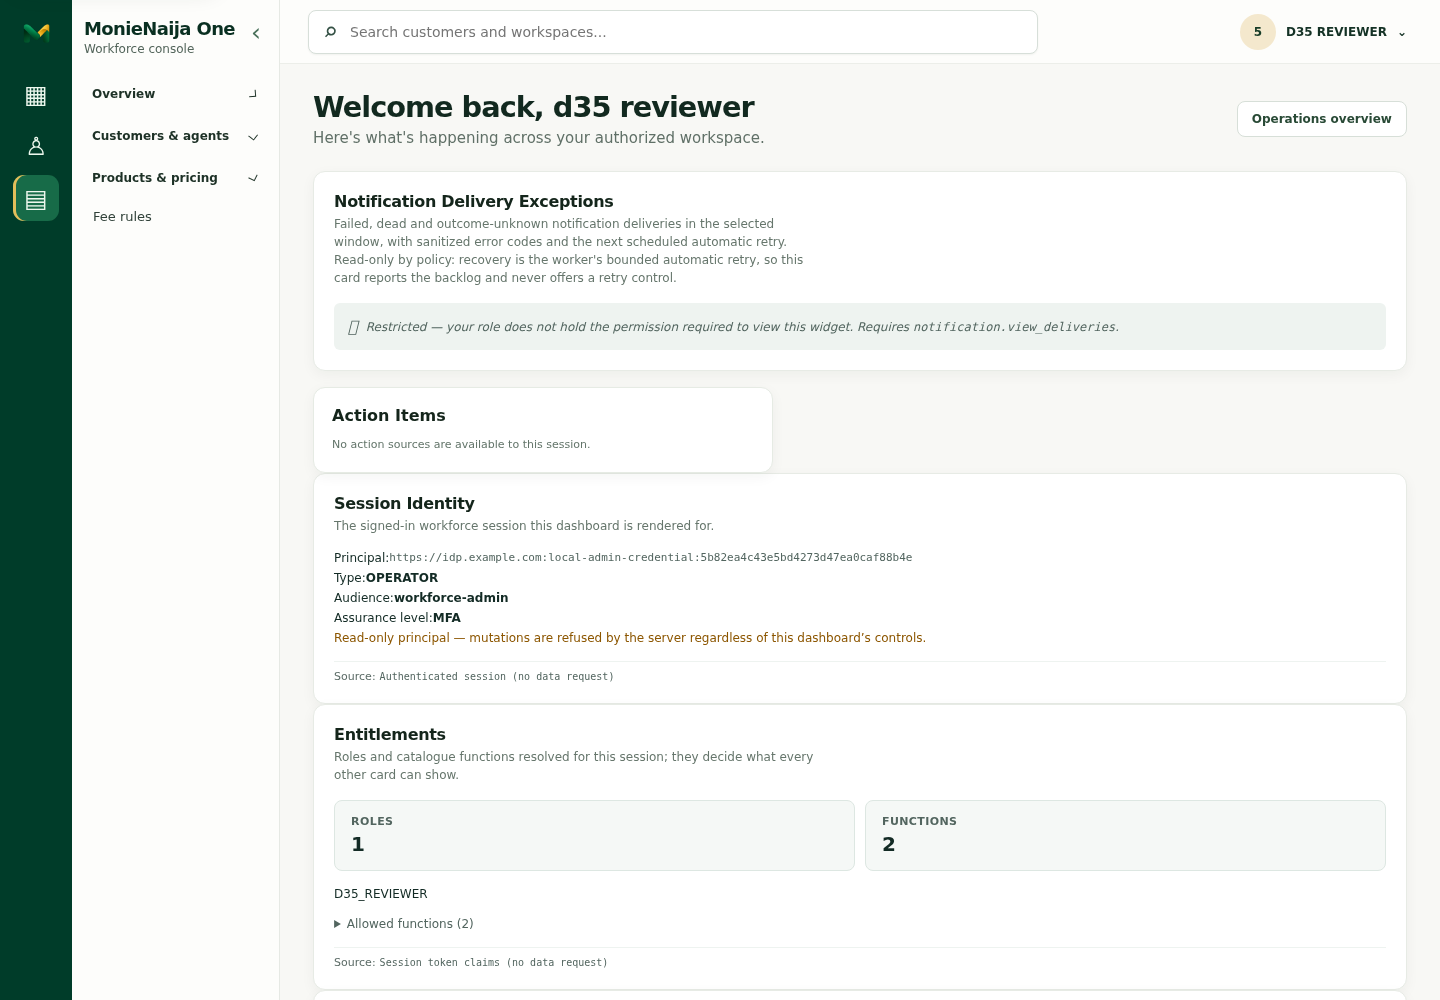 MonieNaija One
Workforce console
Overview
Customers & agents
Products & pricing
Fee rules
Search customers and workspaces...
5
D35 REVIEWER
Welcome back, d35 reviewer
Here's what's happening across your authorized workspace.
Operations overview
Notification Delivery Exceptions
Failed, dead and outcome-unknown notification deliveries in the selected
window, with sanitized error codes and the next scheduled automatic retry.
Read-only by policy: recovery is the worker's bounded automatic retry, so this
card reports the backlog and never offers a retry control.
Restricted — your role does not hold the permission required to view this widget. Requires notification.view_deliveries.
Action Items
No action sources are available to this session.
Session Identity
The signed-in workforce session this dashboard is rendered for.
Principal:https://idp.example.com:local-admin-credential:5b82ea4c43e5bd4273d47ea0caf88b4e
Type:OPERATOR
Audience:workforce-admin
Assurance level:MFA
Read-only principal — mutations are refused by the server regardless of this dashboard’s controls.
Source: Authenticated session (no data request)
Entitlements
Roles and catalogue functions resolved for this session; they decide what every
other card can show.
ROLES
1
FUNCTIONS
2
D35_REVIEWER
Allowed functions (2)
Source: Session token claims (no data request)